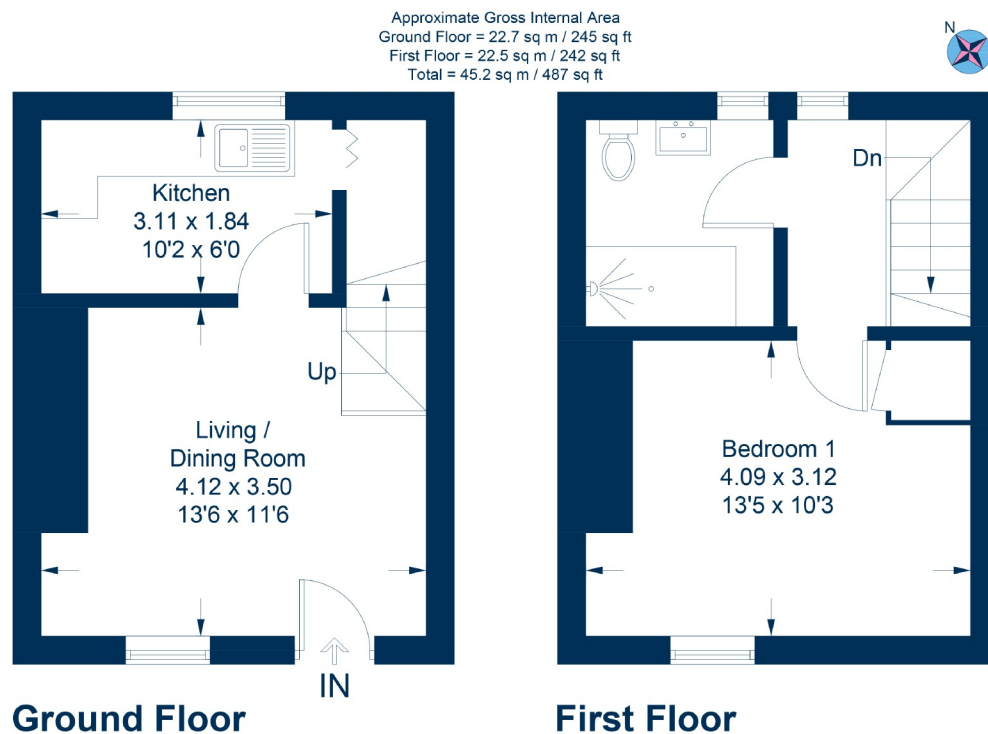 Approximate Gross Internal Area
Ground Floor = 22.7 sq m / 245 sq ft
First Floor = 22.5 sq m / 242 sq ft
Total = 45.2 sq m / 487 sq ft
N
Kitchen
3.11 x 1.84
10'2 x 6'0
Up
Living /
Dining Room
4.12 x 3.50
13'6 x 11'6
IN
Ground Floor
Dn
Bedroom 1
4.09 x 3.12
13'5 x 10'3
First Floor